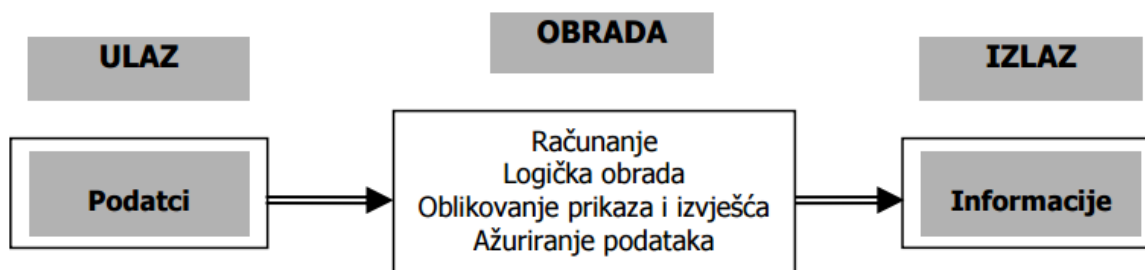 ULAZ
OBRADA
IZLAZ
Podatci
Računanje
Logička obrada
Oblikovanje prikaza i izvješća
Ažuriranje podataka
Informacije